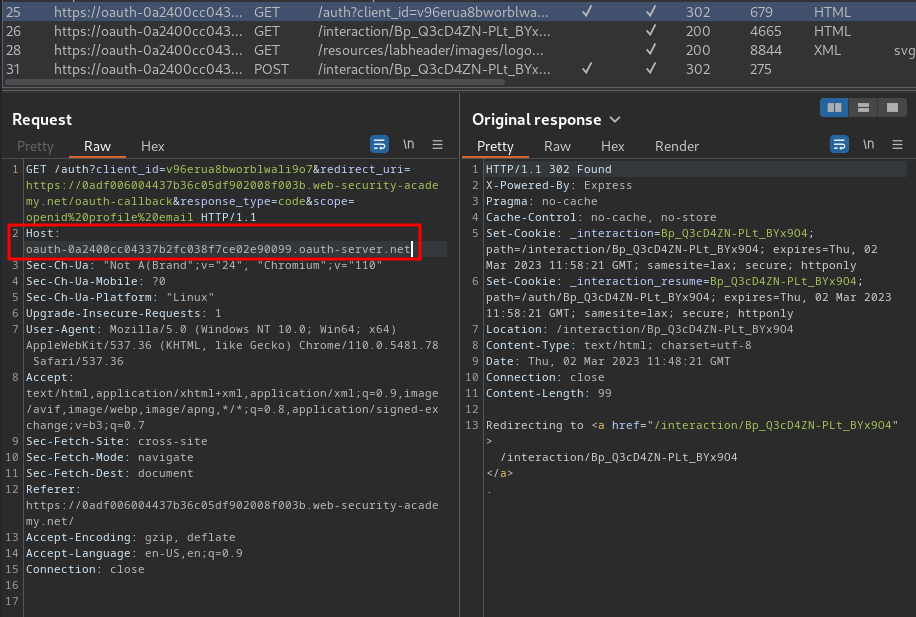 25 https://oauth-0a2400cc043... GET /auth?client_id=v96erua8bworblwa... ✓ ✓ 302 679 HTML
26 https://oauth-0a2400cc043... GET /interaction/Bp_Q3cD4ZN-PLt_BYx... ✓ 200 4665 HTML
28 https://oauth-0a2400cc043... GET /resources/labheader/images/logo... ✓ 200 8844 XML svg
31 https://oauth-0a2400cc043... POST /interaction/Bp_Q3cD4ZN-PLt_BYx... ✓ ✓ 302 275
Request
Pretty Raw Hex \n
1 GET /auth?client_id=v96erua8bworblwali9o7&redirect_uri=
https://0adf006004437b36c05df902008f003b.web-security-acade
my.net/oauth-callback&response_type=code&scope=
openid%20profile%20email HTTP/1.1
2 Host:
oauth-0a2400cc04337b2fc038f7ce02e90099.oauth-server.net
3 Sec-Ch-Ua: "Not A(Brand";v="24", "Chromium";v="110"
4 Sec-Ch-Ua-Mobile: ?0
5 Sec-Ch-Ua-Platform: "Linux"
6 Upgrade-Insecure-Requests: 1
7 User-Agent: Mozilla/5.0 (Windows NT 10.0; Win64; x64)
AppleWebKit/537.36 (KHTML, like Gecko) Chrome/110.0.5481.78
Safari/537.36
8 Accept:
text/html,application/xhtml+xml,application/xml;q=0.9,image
/avif,image/webp,image/apng,*/*;q=0.8,application/signed-ex
change;v=b3;q=0.7
9 Sec-Fetch-Site: cross-site
10 Sec-Fetch-Mode: navigate
11 Sec-Fetch-Dest: document
12 Referer:
https://0adf006004437b36c05df902008f003b.web-security-acade
my.net/
13 Accept-Encoding: gzip, deflate
14 Accept-Language: en-US,en;q=0.9
15 Connection: close
16
17
Original response
Pretty Raw Hex Render \n
1 HTTP/1.1 302 Found
2 X-Powered-By: Express
3 Pragma: no-cache
4 Cache-Control: no-cache, no-store
5 Set-Cookie: _interaction=Bp_Q3cD4ZN-PLt_BYx9O4;
path=/interaction/Bp_Q3cD4ZN-PLt_BYx9O4; expires=Thu, 02
Mar 2023 11:58:21 GMT; samesite=lax; secure; httponly
6 Set-Cookie: _interaction_resume=Bp_Q3cD4ZN-PLt_BYx9O4;
path=/auth/Bp_Q3cD4ZN-PLt_BYx9O4; expires=Thu, 02 Mar 2023
11:58:21 GMT; samesite=lax; secure; httponly
7 Location: /interaction/Bp_Q3cD4ZN-PLt_BYx9O4
8 Content-Type: text/html; charset=utf-8
9 Date: Thu, 02 Mar 2023 11:48:21 GMT
10 Connection: close
11 Content-Length: 99
12
13 Redirecting to <a href="/interaction/Bp_Q3cD4ZN-PLt_BYx9O4"
>
/interaction/Bp_Q3cD4ZN-PLt_BYx9O4
</a>
.